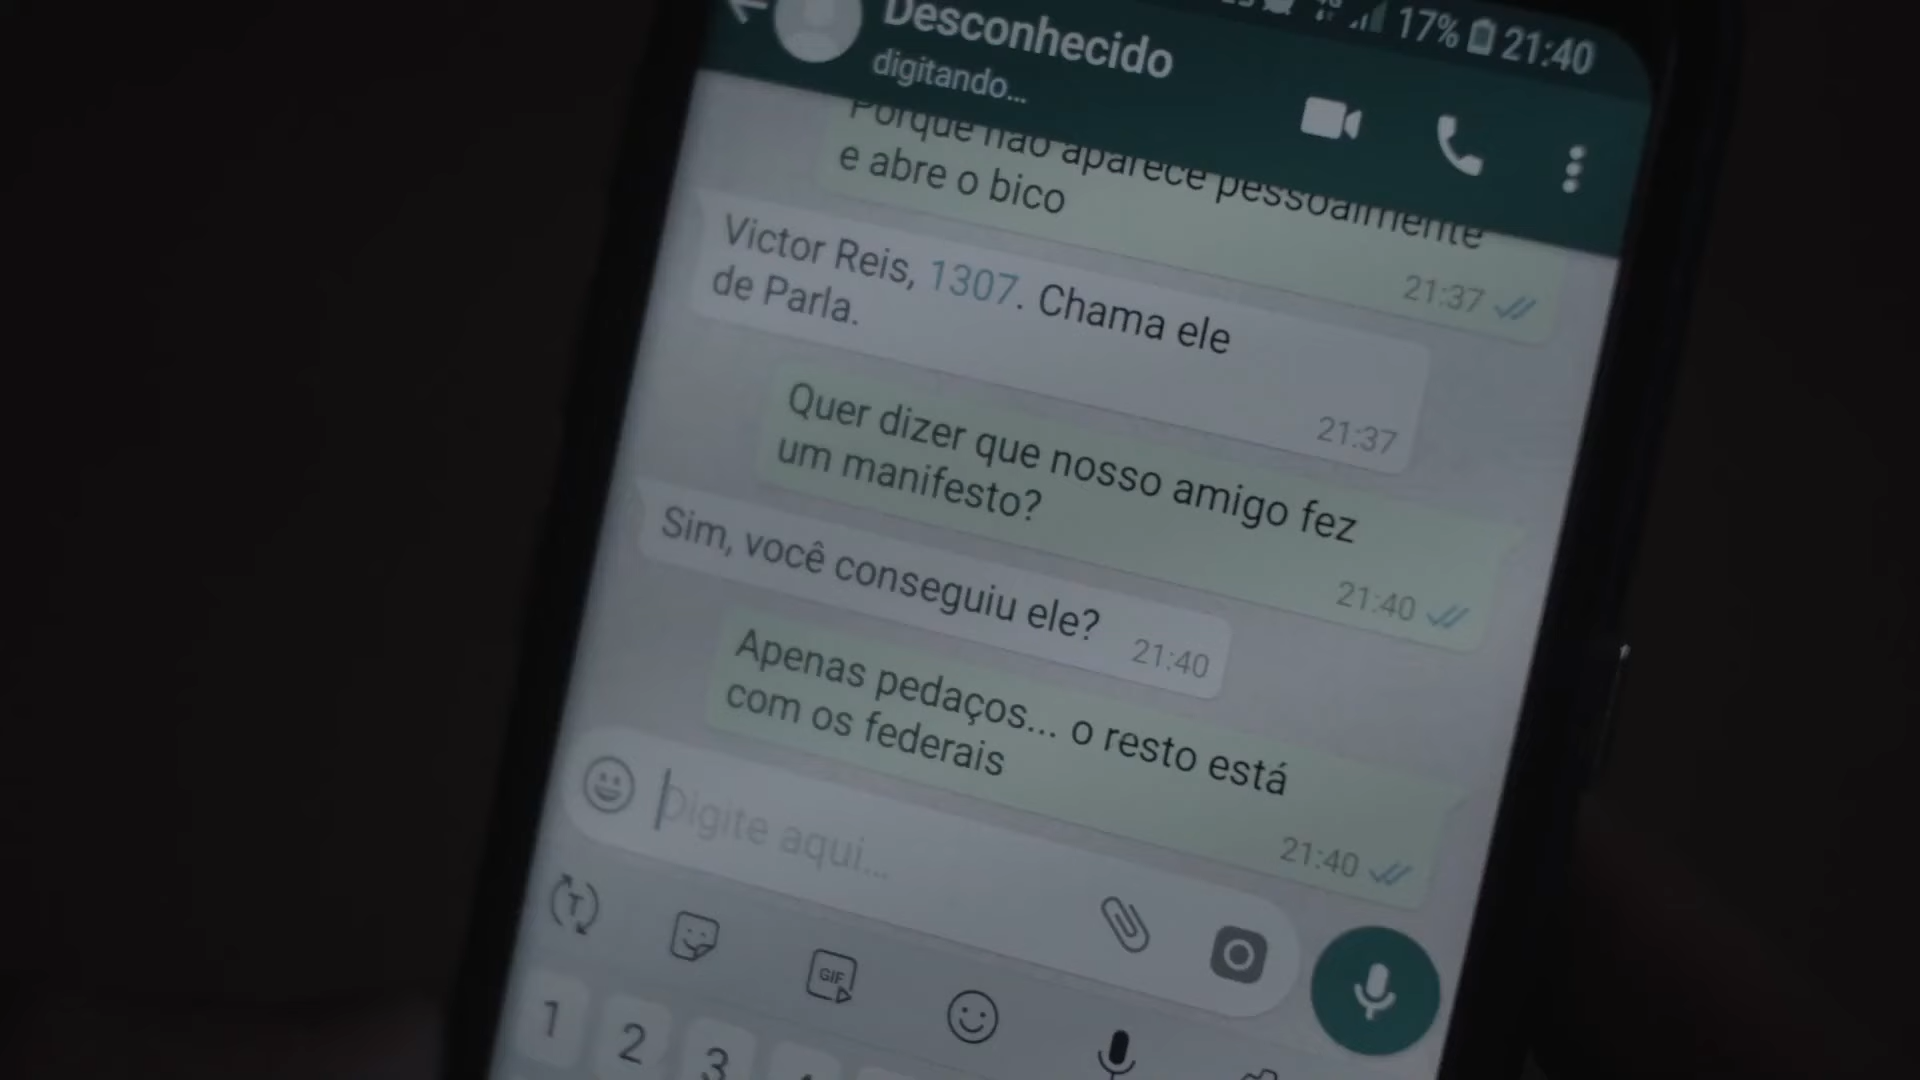 17% 21:40
Desconhecido
digitando...
Porque não aparece pessoalmente
e abre o bico
21:37
Victor Reis, 1307. Chama ele
de Parla.
21:37
Quer dizer que nosso amigo fez
um manifesto?
21:40
Sim, você conseguiu ele?
21:40
Apenas pedaços... o resto está
com os federais
21:40
Digite aqui...
T
GIF
1 2 3